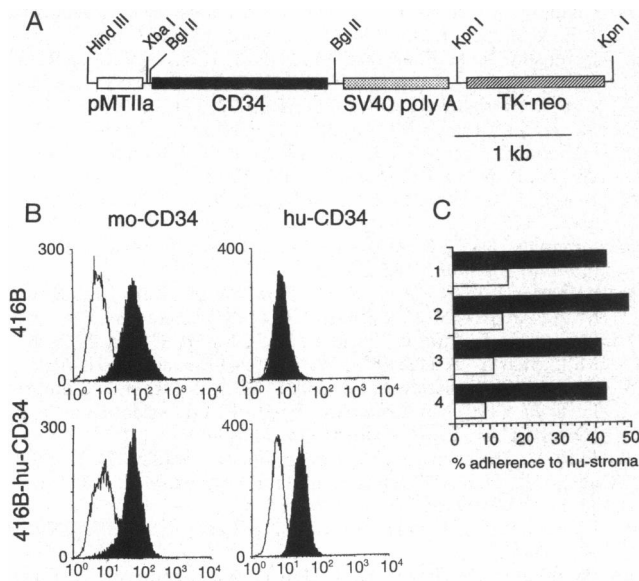 A
Hind III
Xba I
Bgl II
Bgl II
Kpn I
Kpn I
pMTIIa
CD34
SV40 poly A
TK-neo
1 kb
B
mo-CD34
hu-CD34
416B
300
0
10⁰ 10¹ 10² 10³ 10⁴
400
0
10⁰ 10¹ 10² 10³ 10⁴
416B-hu-CD34
300
0
10⁰ 10¹ 10² 10³ 10⁴
400
0
10⁰ 10¹ 10² 10³ 10⁴
C
1
2
3
4
0 10 20 30 40 50
% adherence to hu-stroma